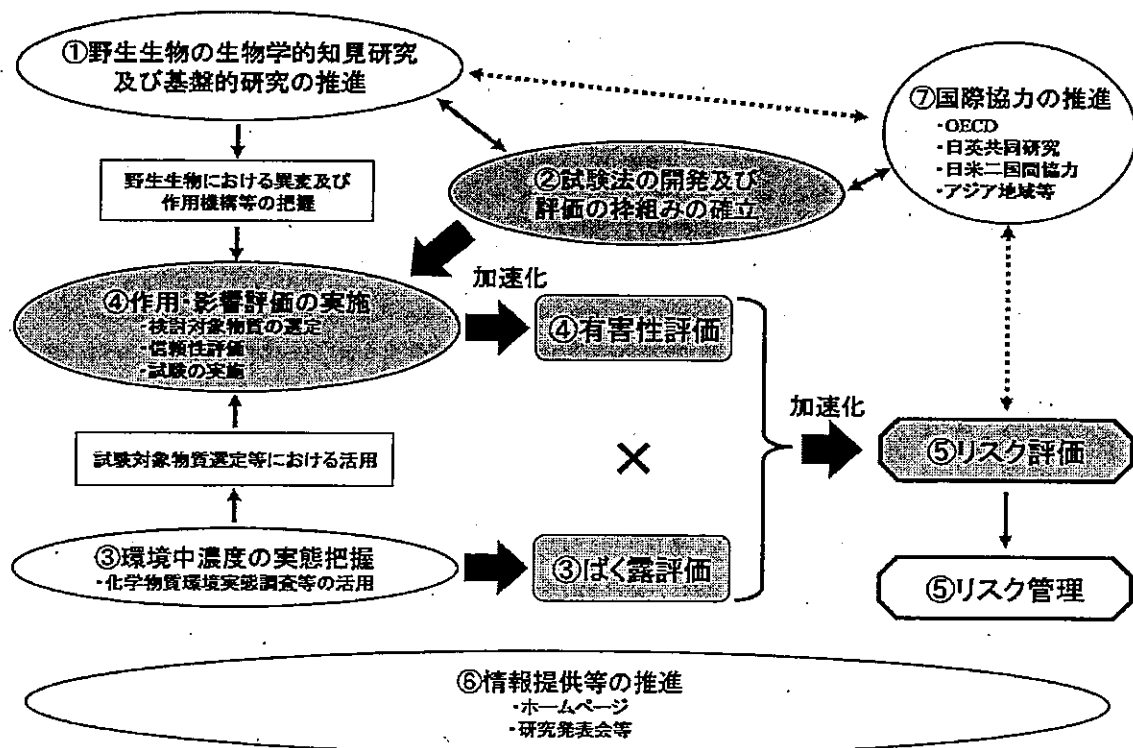 ①野生生物の生物学的知見研究
及び基盤的研究の推進
⑦国際協力の推進
・OECD
・日英共同研究
・日米二国間協力
・アジア地域等
野生生物における異変及び
作用機構等の把握
②試験法の開発及び
評価の枠組みの確立
加速化
④作用・影響評価の実施
・検討対象物質の選定
・信頼性評価
・試験の実施
④有害性評価
加速化
試験対象物質選定等における活用
×
⑤リスク評価
③環境中濃度の実態把握
・化学物質環境実態調査等の活用
③ばく露評価
⑤リスク管理
⑥情報提供等の推進
・ホームページ
・研究発表会等